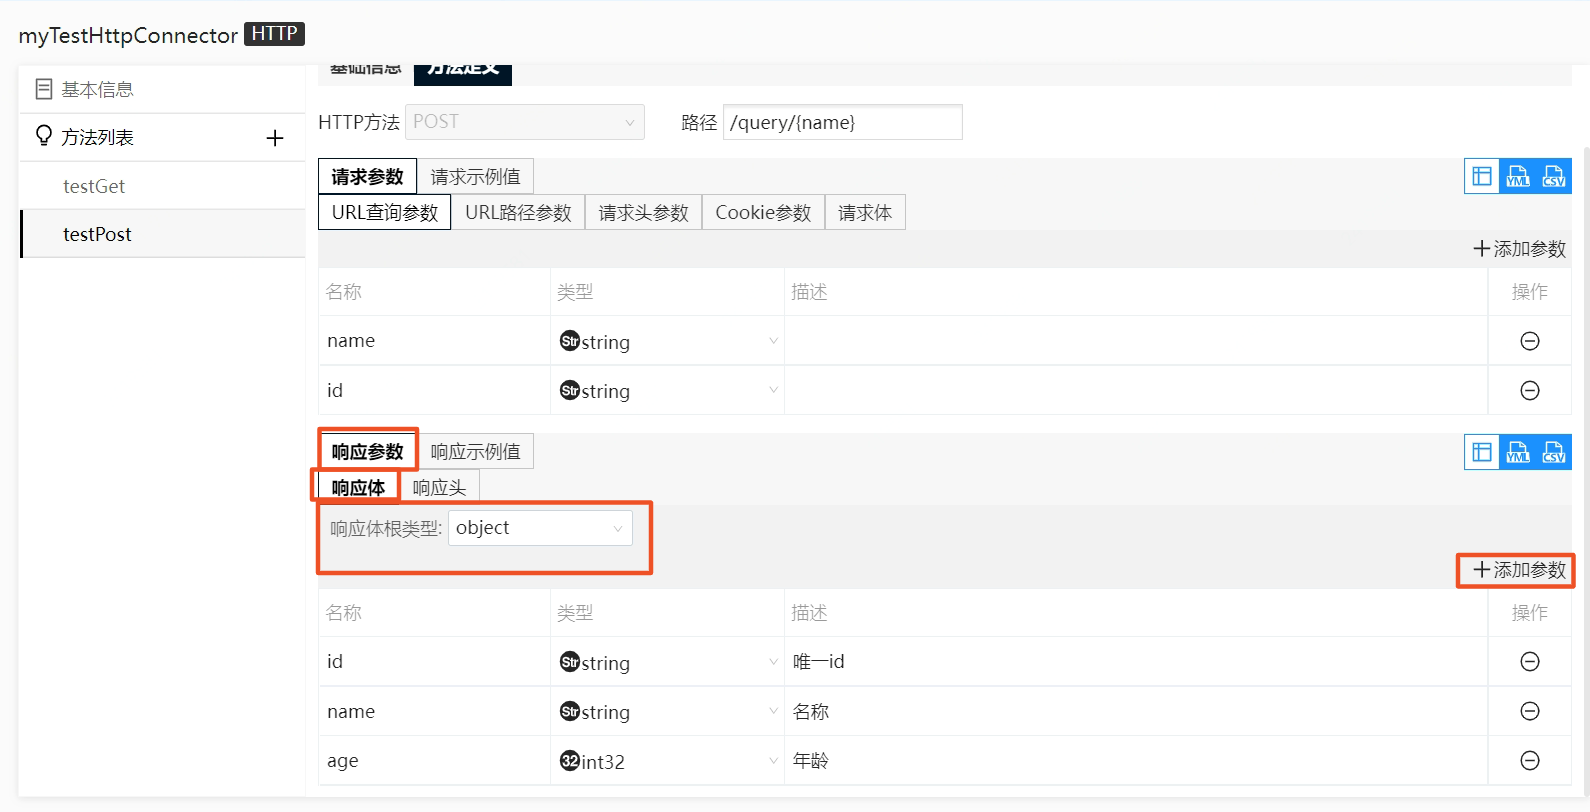 myTestHttpConnector HTTP
基本信息
方法列表
testGet
testPost
基础信息 方法定义
HTTP方法 POST 路径 /query/{name}
请求参数 请求示例值 YML CSV
URL查询参数 URL路径参数 请求头参数 Cookie参数 请求体
添加参数
名称 类型 描述 操作
name Str string
id Str string
响应参数 响应示例值 YML CSV
响应体 响应头
响应体根类型: object
添加参数
名称 类型 描述 操作
id Str string 唯一id
name Str string 名称
age 32 int32 年龄